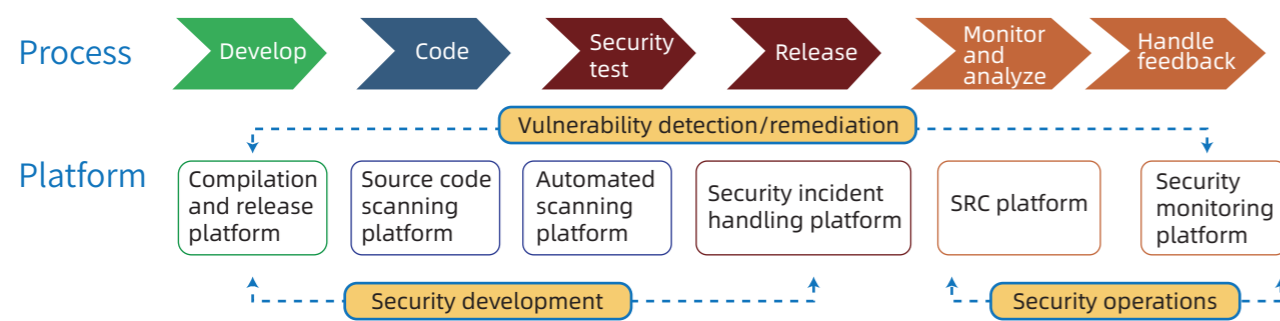 Process
Develop
Code
Security
test
Release
Monitor
and
analyze
Handle
feedback
Vulnerability detection/remediation
Platform
Compilation
and release
platform
Source code
scanning
platform
Automated
scanning
platform
Security incident
handling platform
SRC platform
Security
monitoring
platform
Security development
Security operations